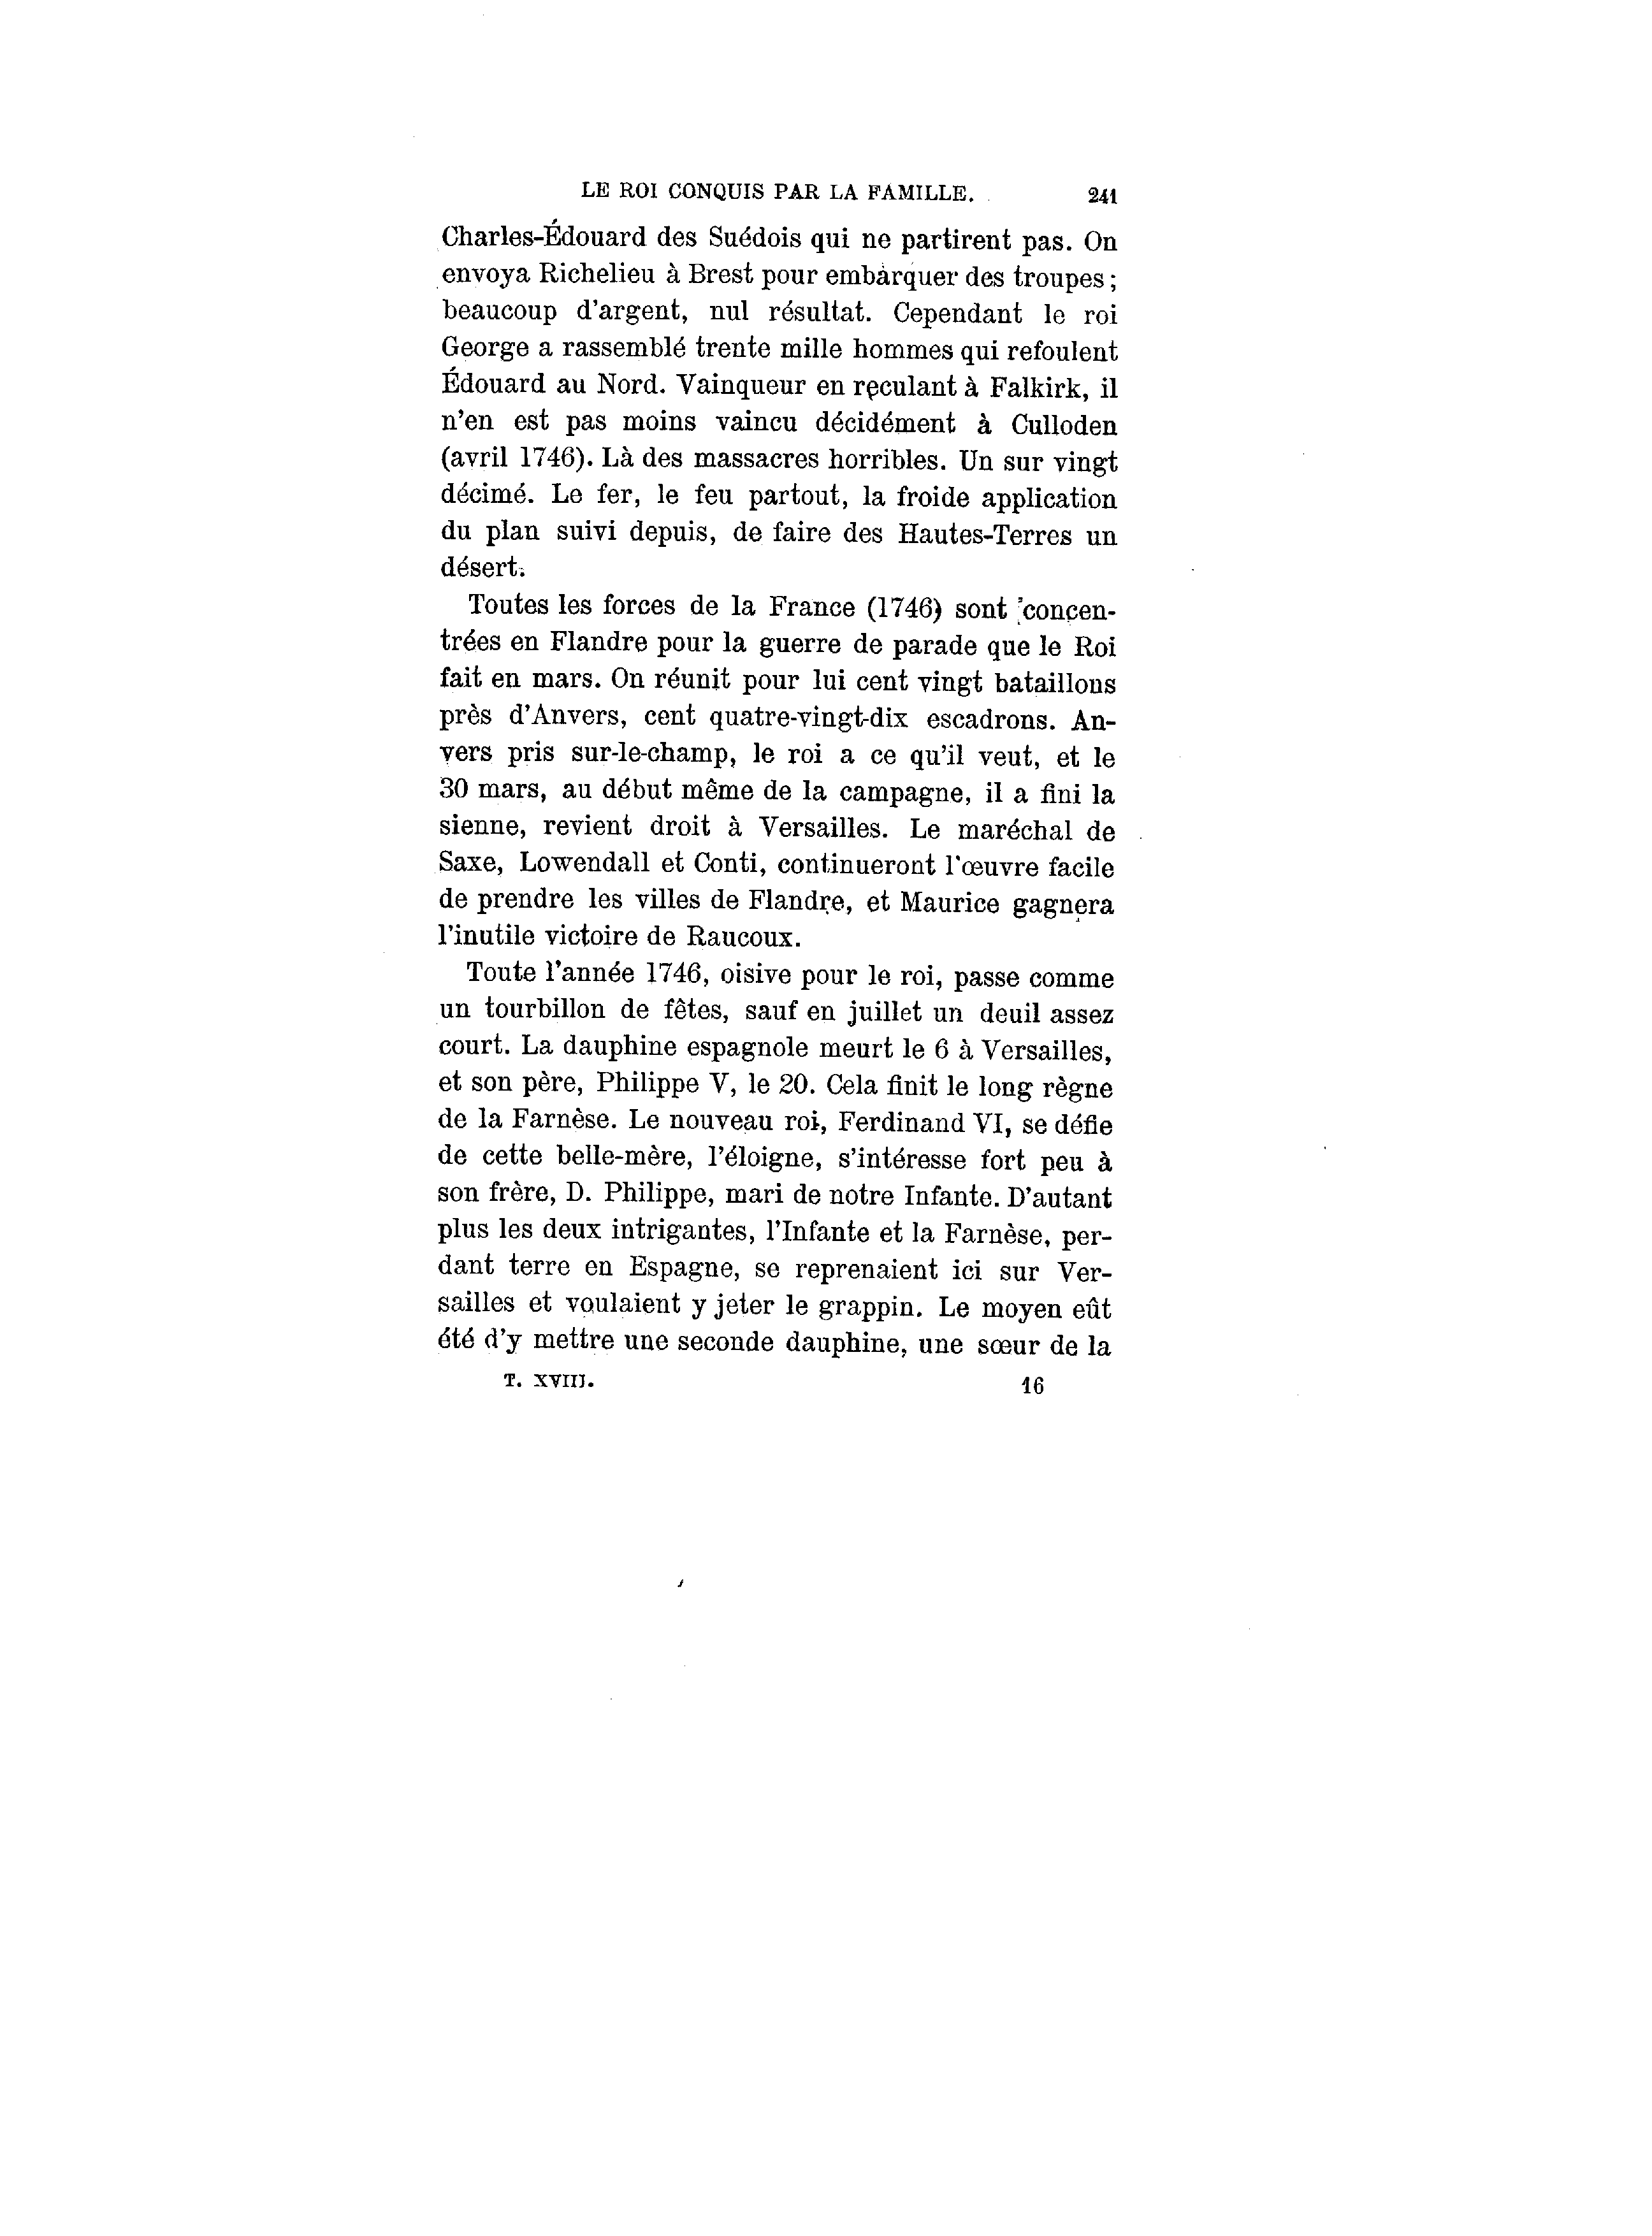 LE ROI CONQUIS PAR LA FAMILLE. 241
Charles-Édouard des Suédois qui ne partirent pas. On
envoya Richelieu à Brest pour embarquer des troupes ;
beaucoup d'argent, nul résultat. Cependant le roi
George a rassemblé trente mille hommes qui refoulent
Édouard au Nord. Vainqueur en reculant à Falkirk, il
n'en est pas moins vaincu décidément à Culloden
(avril 1746). Là des massacres horribles. Un sur vingt
décimé. Le fer, le feu partout, la froide application
du plan suivi depuis, de faire des Hautes-Terres un
désert.
Toutes les forces de la France (1746) sont concen-
trées en Flandre pour la guerre de parade que le Roi
fait en mars. On réunit pour lui cent vingt bataillons
près d'Anvers, cent quatre-vingt-dix escadrons. An-
vers pris sur-le-champ, le roi a ce qu'il veut, et le
30 mars, au début même de la campagne, il a fini la
sienne, revient droit à Versailles. Le maréchal de
Saxe, Lowendall et Conti, continueront l'œuvre facile
de prendre les villes de Flandre, et Maurice gagnera
l'inutile victoire de Raucoux.
Toute l'année 1746, oisive pour le roi, passe comme
un tourbillon de fêtes, sauf en juillet un deuil assez
court. La dauphine espagnole meurt le 6 à Versailles,
et son père, Philippe V, le 20. Cela finit le long règne
de la Farnèse. Le nouveau roi, Ferdinand VI, se défie
de cette belle-mère, l'éloigne, s'intéresse fort peu à
son frère, D. Philippe, mari de notre Infante. D'autant
plus les deux intrigantes, l'Infante et la Farnèse, per-
dant terre en Espagne, se reprenaient ici sur Ver-
sailles et voulaient y jeter le grappin. Le moyen eût
été d'y mettre une seconde dauphine, une sœur de la
T. XVIII. 16